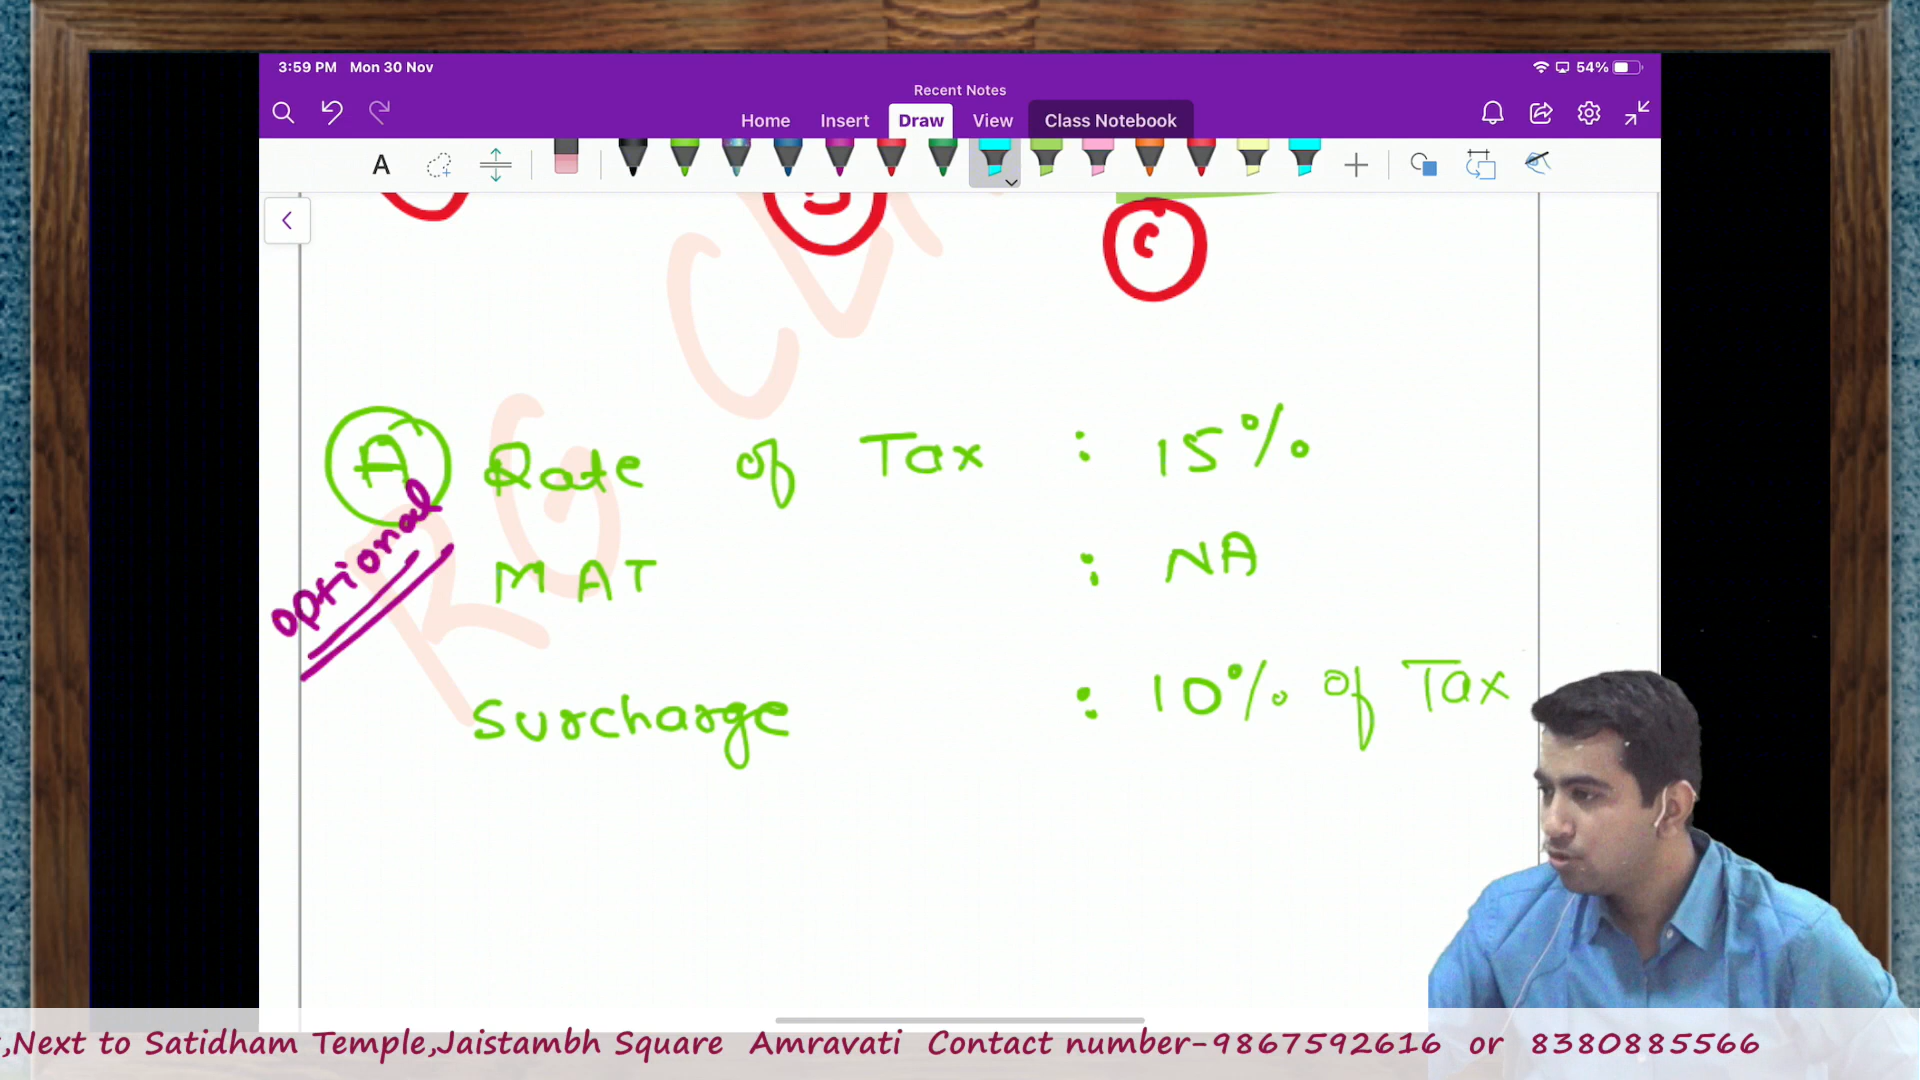 3:59 PM Mon 30 Nov
54%
Recent Notes
Home Insert Draw View Class Notebook
A
C
A Rate of Tax : 15%
optional
MAT : NA
Surcharge : 10% of Tax
RG
,Next to Satidham Temple,Jaistambh Square Amravati Contact number-9867592616 or 8380885566